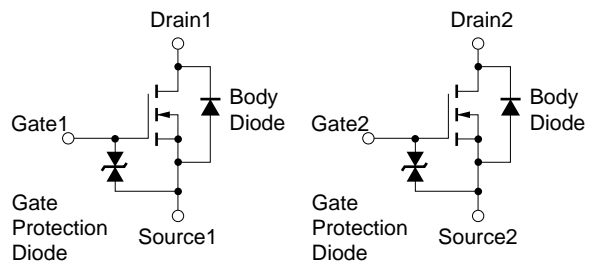 Drain1
Body
Diode
Gate1
Gate
Protection
Diode
Source1
Drain2
Body
Diode
Gate2
Gate
Protection
Diode
Source2